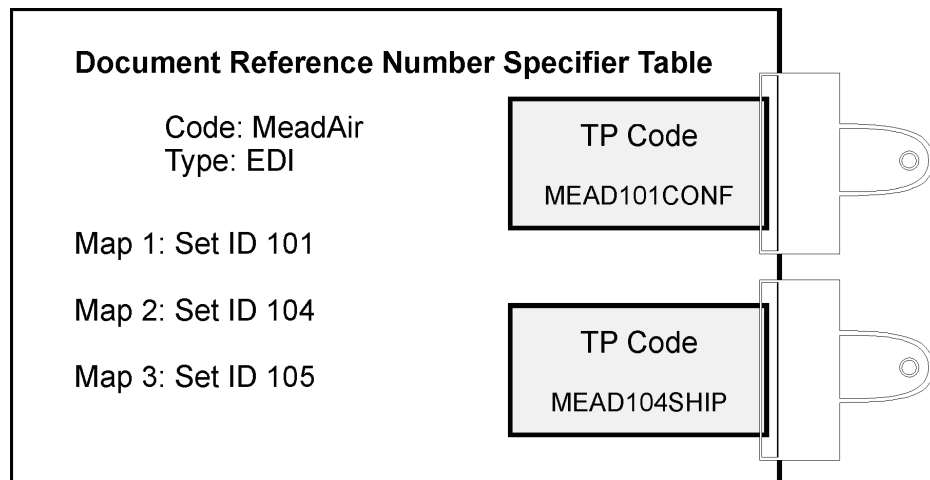 Document Reference Number Specifier Table
Code: MeadAir
Type: EDI
Map 1: Set ID 101
Map 2: Set ID 104
Map 3: Set ID 105
TP Code
MEAD101CONF
TP Code
MEAD104SHIP